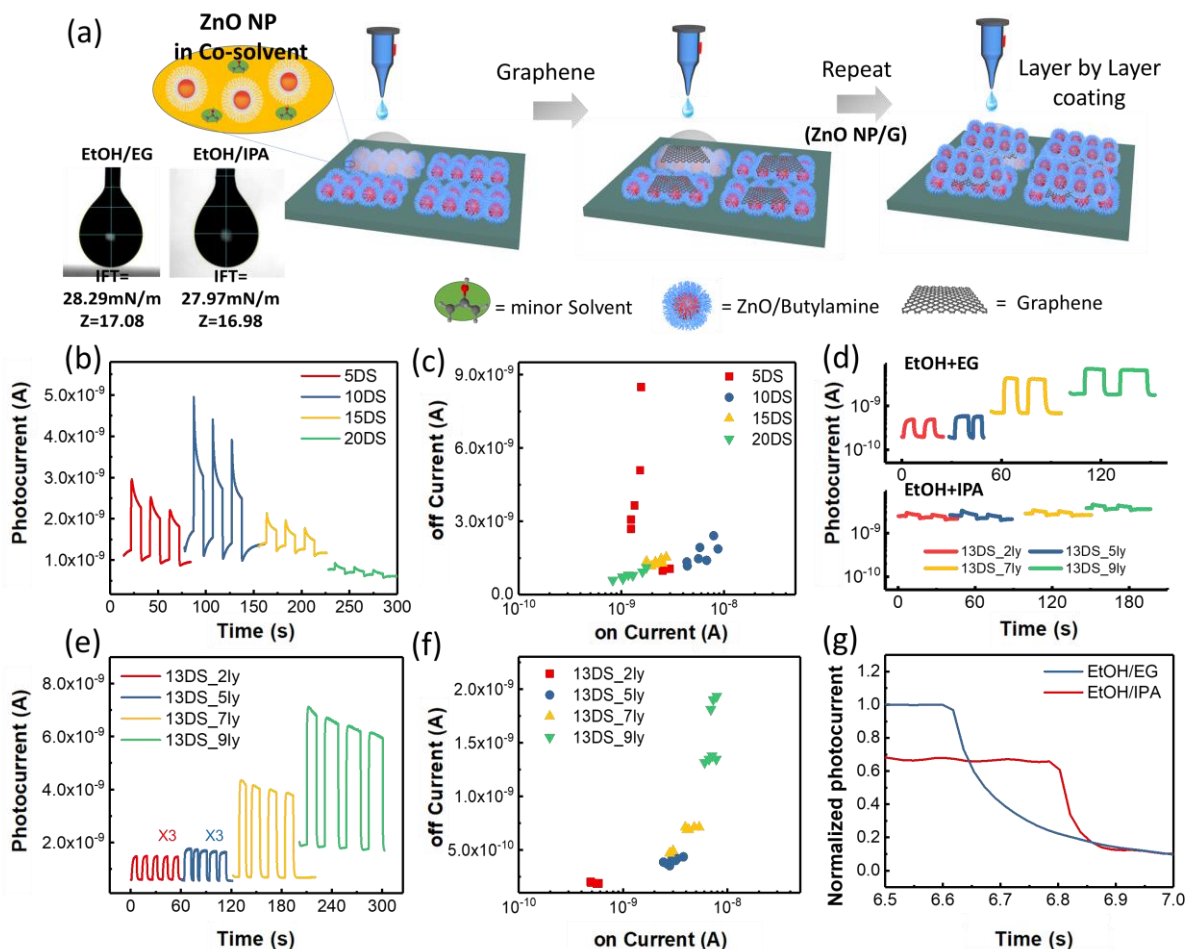 (a)
ZnO NP
in Co-solvent
Graphene
Repeat
(ZnO NP/G)
Layer by Layer
coating
EtOH/EG
EtOH/IPA
IFT=
28.29mN/m
Z=17.08
IFT=
27.97mN/m
Z=16.98
= minor Solvent
= ZnO/Butylamine
= Graphene
(b)
5DS
10DS
15DS
20DS
Photocurrent (A)
5.0x10⁻⁹
4.0x10⁻⁹
3.0x10⁻⁹
2.0x10⁻⁹
1.0x10⁻⁹
0 50 100 150 200 250 300
Time (s)
(c)
5DS
10DS
15DS
20DS
off Current (A)
9.0x10⁻⁹
6.0x10⁻⁹
3.0x10⁻⁹
0.0
10⁻¹⁰ 10⁻⁹ 10⁻⁸
on Current (A)
(d)
EtOH+EG
Photocurrent (A)
10⁻⁹
10⁻¹⁰
0 60 120
EtOH+IPA
10⁻⁹
10⁻¹⁰
13DS_2ly
13DS_5ly
13DS_7ly
13DS_9ly
0 60 120 180
Time (s)
(e)
13DS_2ly
13DS_5ly
13DS_7ly
13DS_9ly
X3
X3
Photocurrent (A)
8.0x10⁻⁹
6.0x10⁻⁹
4.0x10⁻⁹
2.0x10⁻⁹
0 60 120 180 240 300
Time (s)
(f)
13DS_2ly
13DS_5ly
13DS_7ly
13DS_9ly
off Current (A)
2.0x10⁻⁹
1.5x10⁻⁹
1.0x10⁻⁹
5.0x10⁻¹⁰
10⁻¹⁰ 10⁻⁹ 10⁻⁸
on Current (A)
(g)
EtOH/EG
EtOH/IPA
Normalized photocurrent
1.2
1.0
0.8
0.6
0.4
0.2
0.0
6.5 6.6 6.7 6.8 6.9 7.0
Time (s)